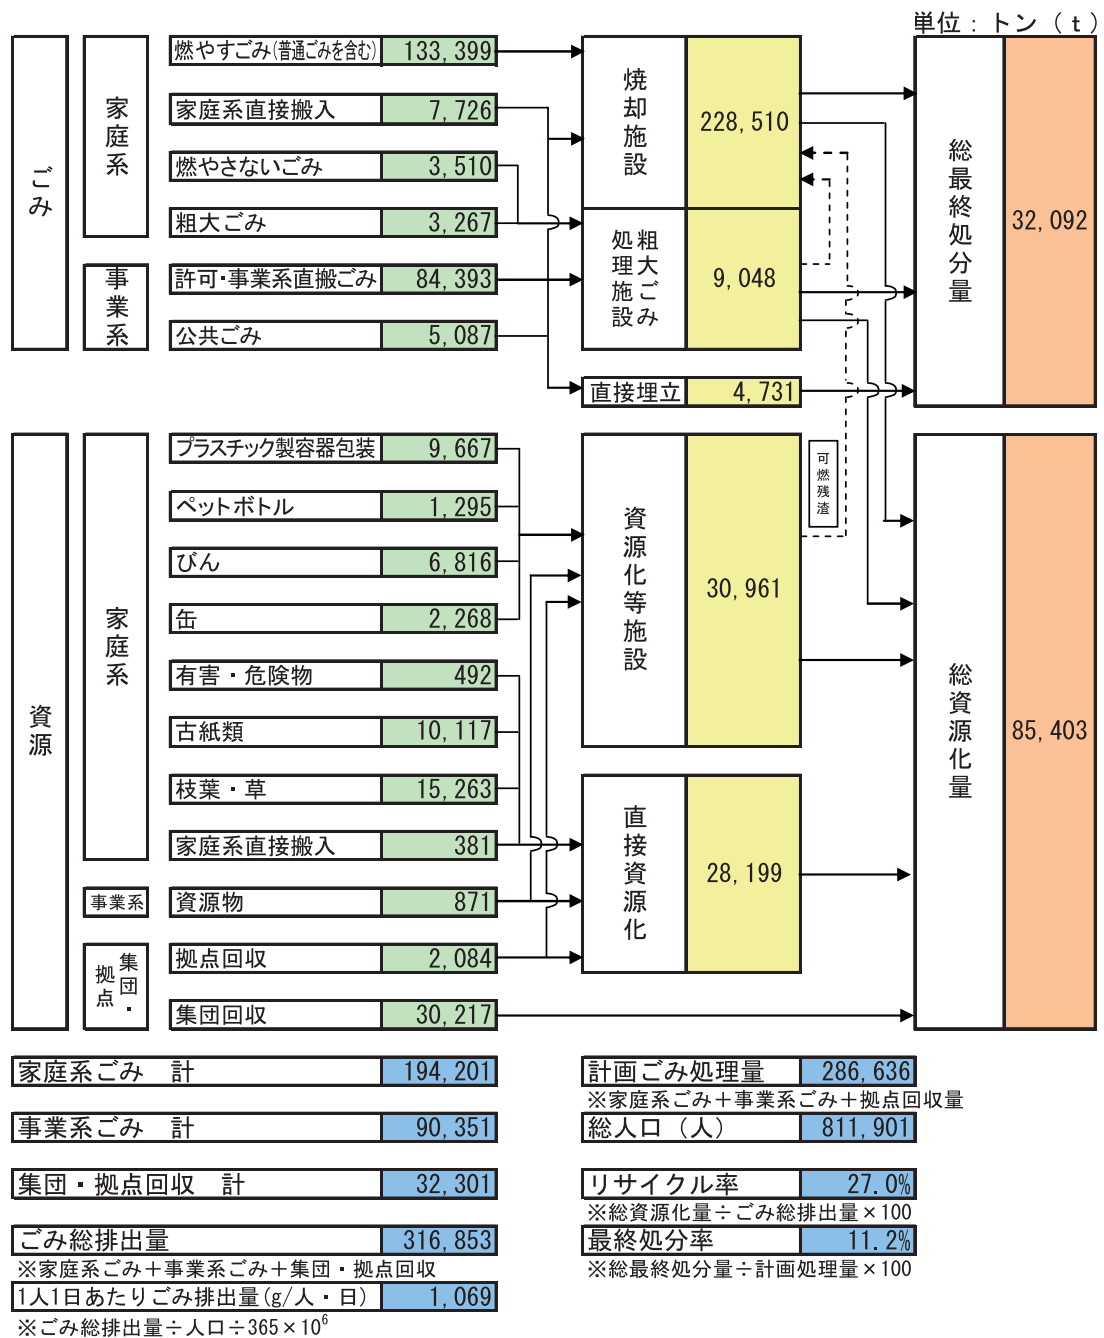 単位：トン（ｔ）
ごみ
家庭系
燃やすごみ(普通ごみを含む) 133,399
家庭系直接搬入 7,726
燃やさないごみ 3,510
粗大ごみ 3,267
事業系
許可・事業系直搬ごみ 84,393
公共ごみ 5,087
焼却施設 228,510
粗大ごみ
処理施設
9,048
直接埋立 4,731
総最終処分量 32,092
資源
家庭系
プラスチック製容器包装 9,667
ペットボトル 1,295
びん 6,816
缶 2,268
有害・危険物 492
古紙類 10,117
枝葉・草 15,263
家庭系直接搬入 381
事業系
資源物 871
集団・
拠点
拠点回収 2,084
集団回収 30,217
資源化等施設 30,961
可燃残渣
直接資源化 28,199
総資源化量 85,403
家庭系ごみ　計 194,201
事業系ごみ　計 90,351
集団・拠点回収　計 32,301
ごみ総排出量 316,853
※家庭系ごみ＋事業系ごみ＋集団・拠点回収
1人1日あたりごみ排出量(g/人・日) 1,069
※ごみ総排出量÷人口÷365×10⁶
計画ごみ処理量 286,636
※家庭系ごみ＋事業系ごみ＋拠点回収量
総人口（人） 811,901
リサイクル率 27.0%
※総資源化量÷ごみ総排出量×100
最終処分率 11.2%
※総最終処分量÷計画処理量×100